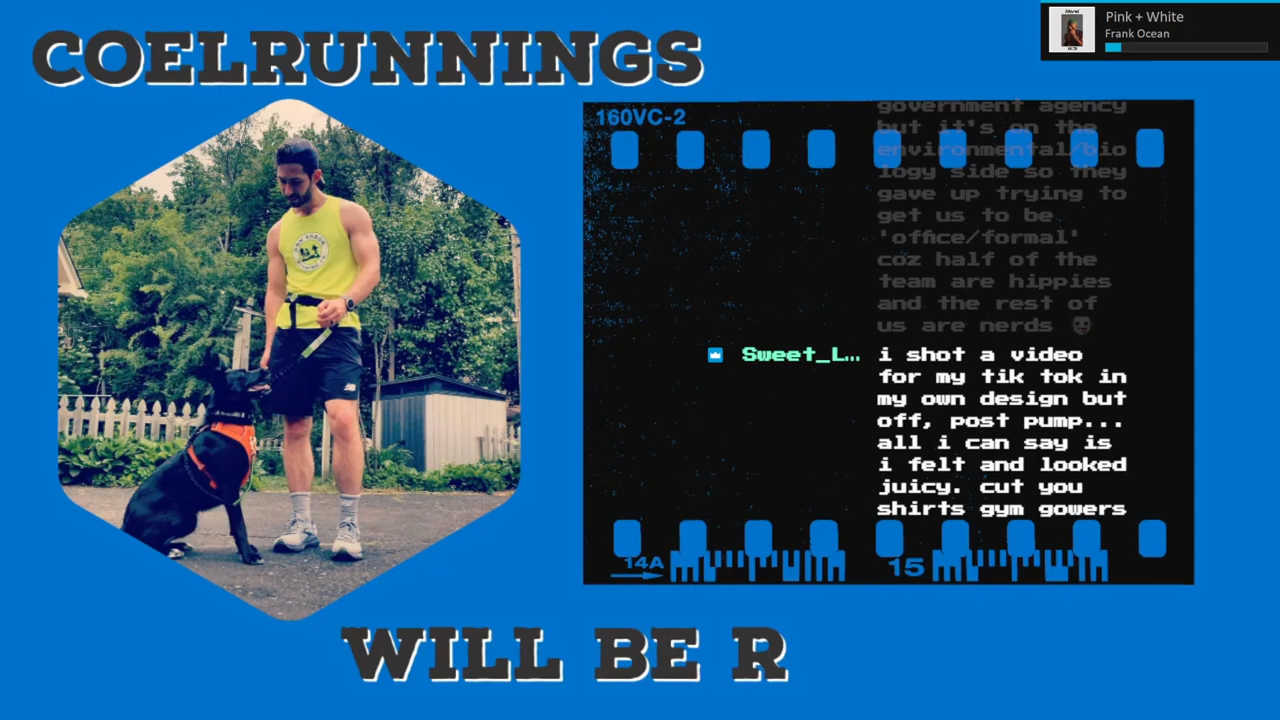 COELRUNNINGS
Pink + White
Frank Ocean
160VC-2
government agency
but it's on the
environmental/bio
logy side so they
gave up trying to
get us to be
'office/formal'
coz half of the
team are hippies
and the rest of
us are nerds
Sweet_L...
i shot a video
for my tik tok in
my own design but
off, post pump...
all i can say is
i felt and looked
juicy. cut you
shirts gym gowers
14A
15
WILL BE R